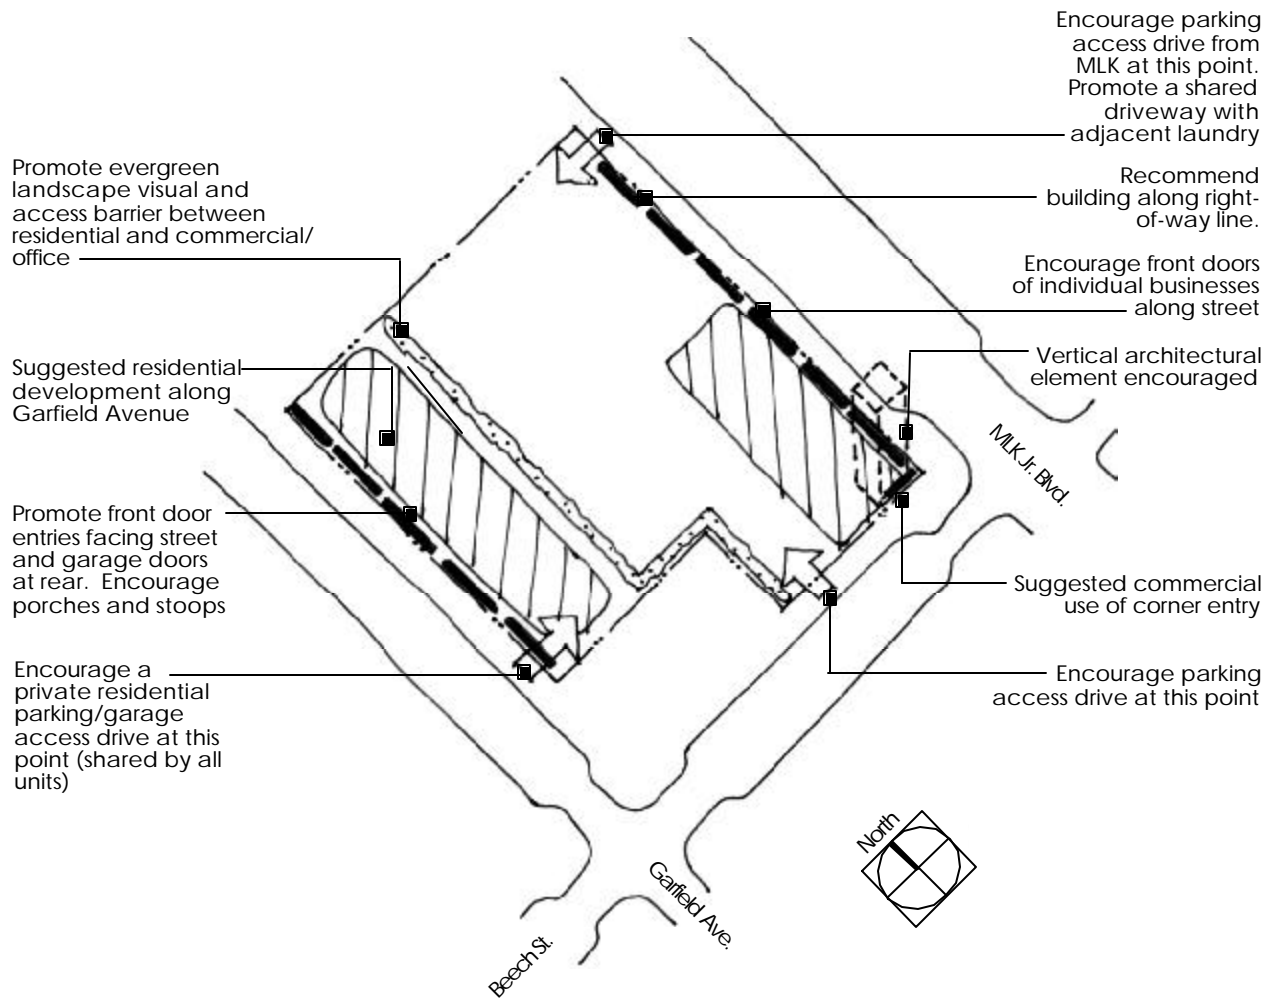 Encourage parking
access drive from
MLK at this point.
Promote a shared
driveway with
adjacent laundry
Promote evergreen
landscape visual and
access barrier between
residential and commercial/
office
Recommend
building along right-
of-way line.
Encourage front doors
of individual businesses
along street
Suggested residential
development along
Garfield Avenue
Vertical architectural
element encouraged
MLK Jr. Blvd.
Promote front door
entries facing street
and garage doors
at rear. Encourage
porches and stoops
Suggested commercial
use of corner entry
Encourage a
private residential
parking/garage
access drive at this
point (shared by all
units)
Encourage parking
access drive at this point
North
Garfield Ave.
Beech St.